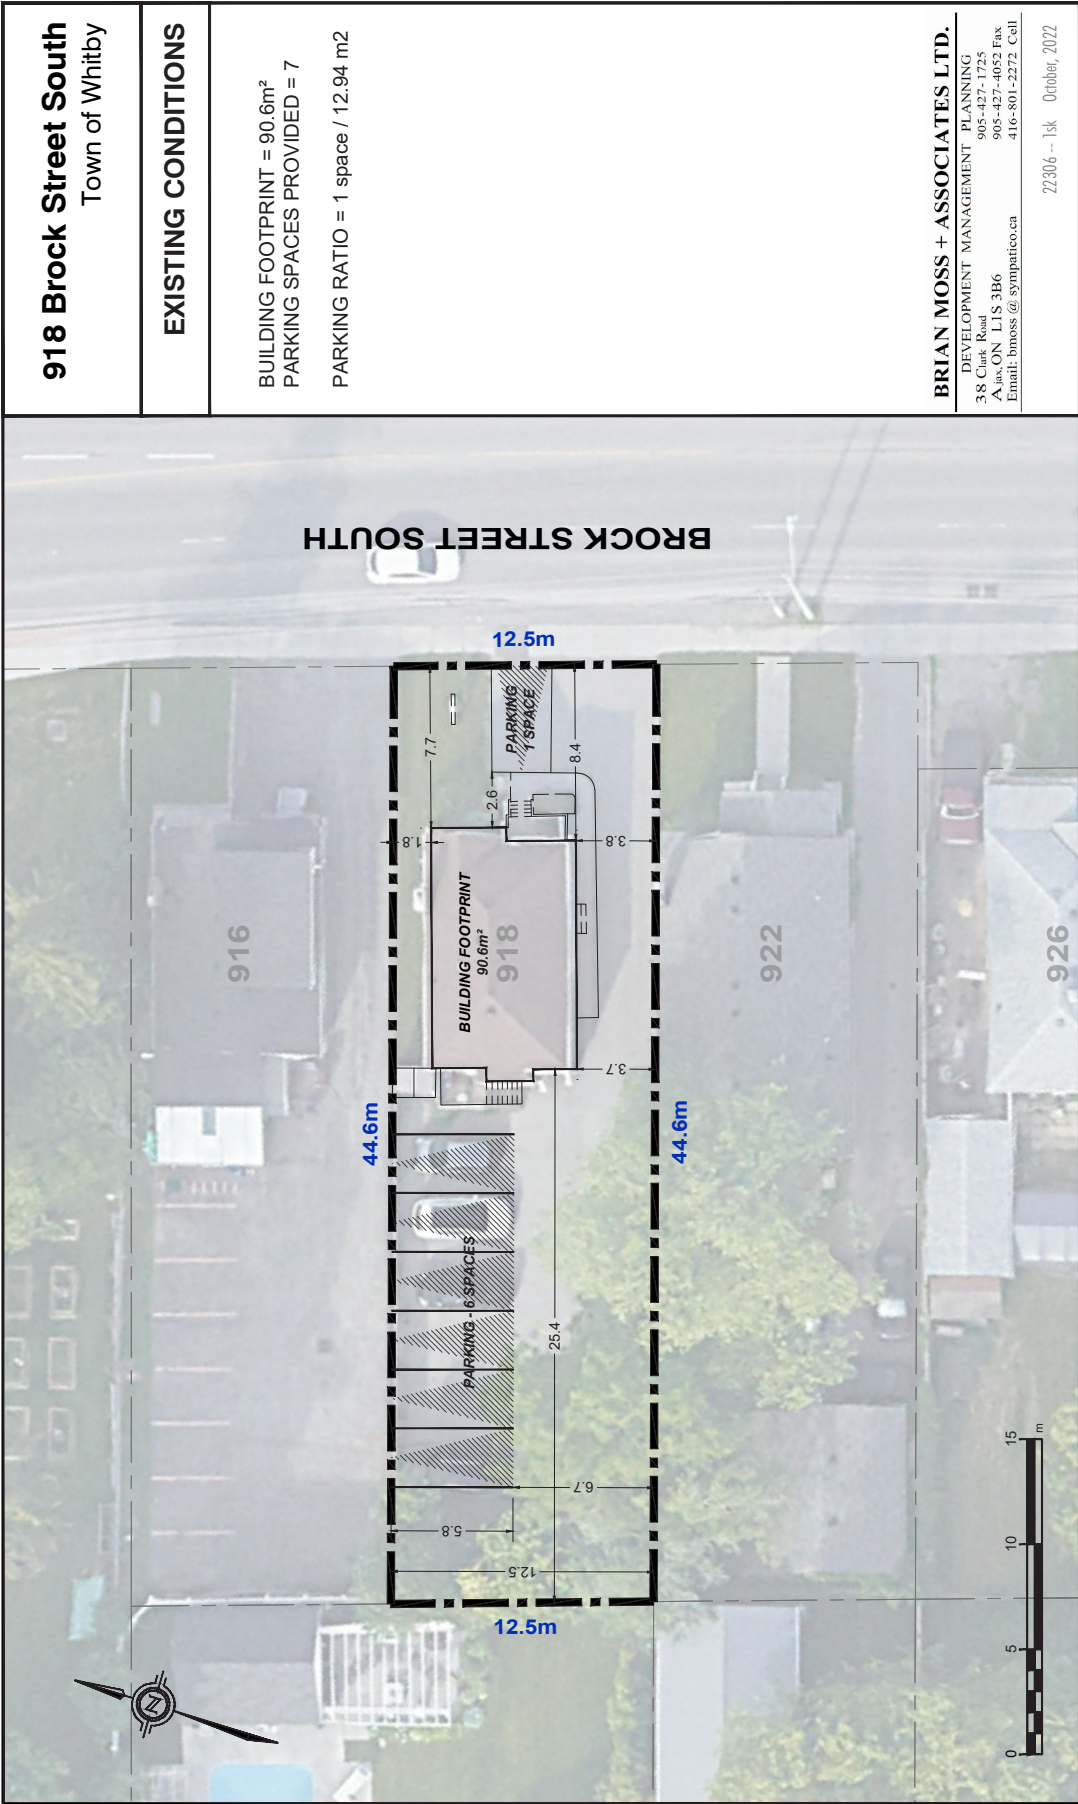 918 Brock Street South
Town of Whitby
EXISTING CONDITIONS
BUILDING FOOTPRINT = 90.6m²
PARKING SPACES PROVIDED = 7
PARKING RATIO = 1 space / 12.94 m2
BRIAN MOSS + ASSOCIATES LTD.
DEVELOPMENT MANAGEMENT PLANNING
38 Clark Road 905-427-1725
Ajax, ON L1S 3B6 905-427-4052 Fax
Email: bmoss @ sympatico.ca 416-801-2272 Cell
22306 -- 1sk October, 2022
BROCK STREET SOUTH
12.5m
PARKING
1 SPACE
7.7
8.4
2.6
1.8
3.8
BUILDING FOOTPRINT
90.6m²
916
918
922
926
3.7
44.6m
44.6m
PARKING - 6 SPACES
25.4
6.7
5.8
12.5
12.5m
N
0 5 10 15
m